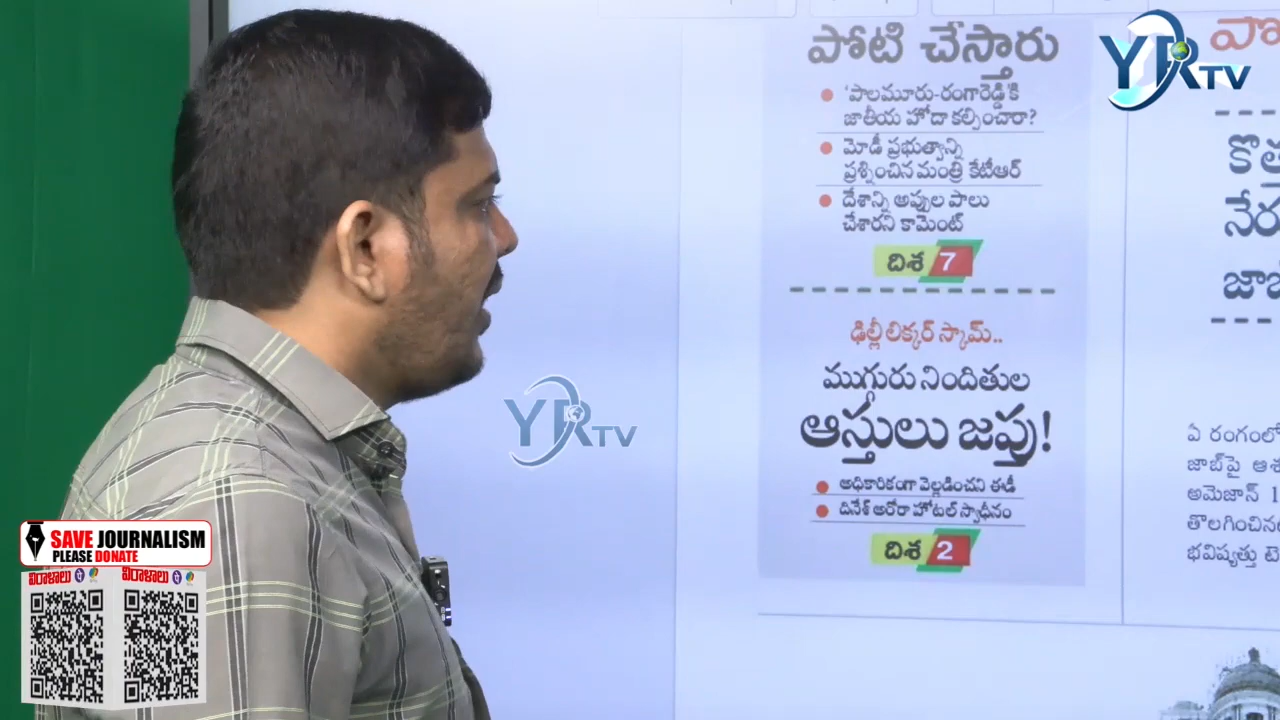 YRTV
పోటి చేస్తారు
'పాలమూరు-రంగారెడ్డి'కి
జాతీయ హోదా కల్పించారా?
మోడీ ప్రభుత్వాన్ని
ప్రశ్నించిన మంత్రి కేటీఆర్
దేశాన్ని అప్పుల పాలు
చేశారని కామెంట్
దిశ 7
ఢిల్లీ లిక్కర్ స్కామ్..
ముగ్గురు నిందితుల
ఆస్తులు జప్తు!
అధికారికంగా వెల్లడించని ఈడీ
దినేశ్ అరోరా హోటల్ స్వాధీనం
దిశ 2
ఏ రంగంలో
జాబ్‌పై ఆశ
అమెజాన్ 1
తొలగించిన
భవిష్యత్తు టె
YRTV
SAVE JOURNALISM
PLEASE DONATE
విరాళాలు
విరాళాలు